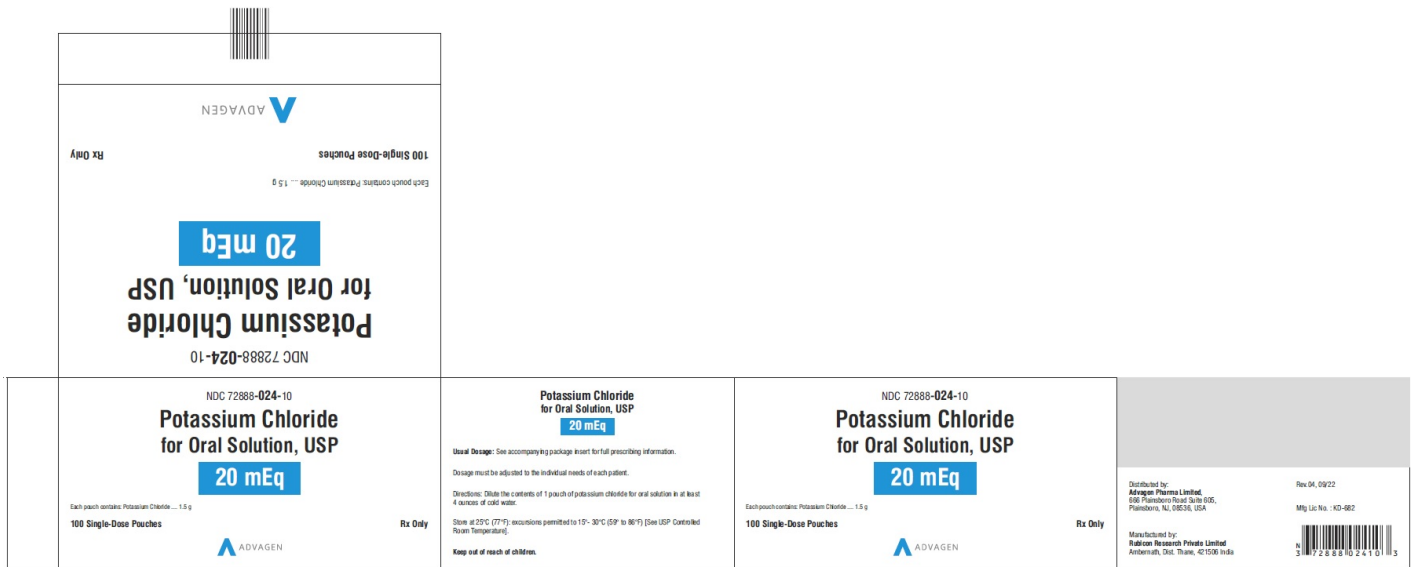 ADVAGEN
100 Single-Dose Pouches Rx Only
Each pouch contains: Potassium Chloride .... 1.5 g
20 mEq
for Oral Solution, USP
Potassium Chloride
NDC 72888-024-10
NDC 72888-024-10
Potassium Chloride
for Oral Solution, USP
20 mEq
Each pouch contains: Potassium Chloride .... 1.5 g
100 Single-Dose Pouches Rx Only
ADVAGEN
Potassium Chloride
for Oral Solution, USP
20 mEq
Usual Dosage: See accompanying package insert for full prescribing information.
Dosage must be adjusted to the individual needs of each patient.
Directions: Dilute the contents of 1 pouch of potassium chloride for oral solution in at least
4 ounces of cold water.
Store at 25°C (77°F): excursions permitted to 15°- 30°C (59° to 86°F) [See USP Controlled
Room Temperature].
Keep out of reach of children.
NDC 72888-024-10
Potassium Chloride
for Oral Solution, USP
20 mEq
Each pouch contains: Potassium Chloride .... 1.5 g
100 Single-Dose Pouches Rx Only
ADVAGEN
Distributed by:
Advagen Pharma Limited,
666 Plainsboro Road Suite 605,
Plainsboro, NJ, 08536, USA
Manufactured by:
Rubicon Research Private Limited
Ambernath, Dist. Thane, 421506 India
Rev. 04, 09/22
Mfg Lic No. : KD-682
N
3 72888 02410 3